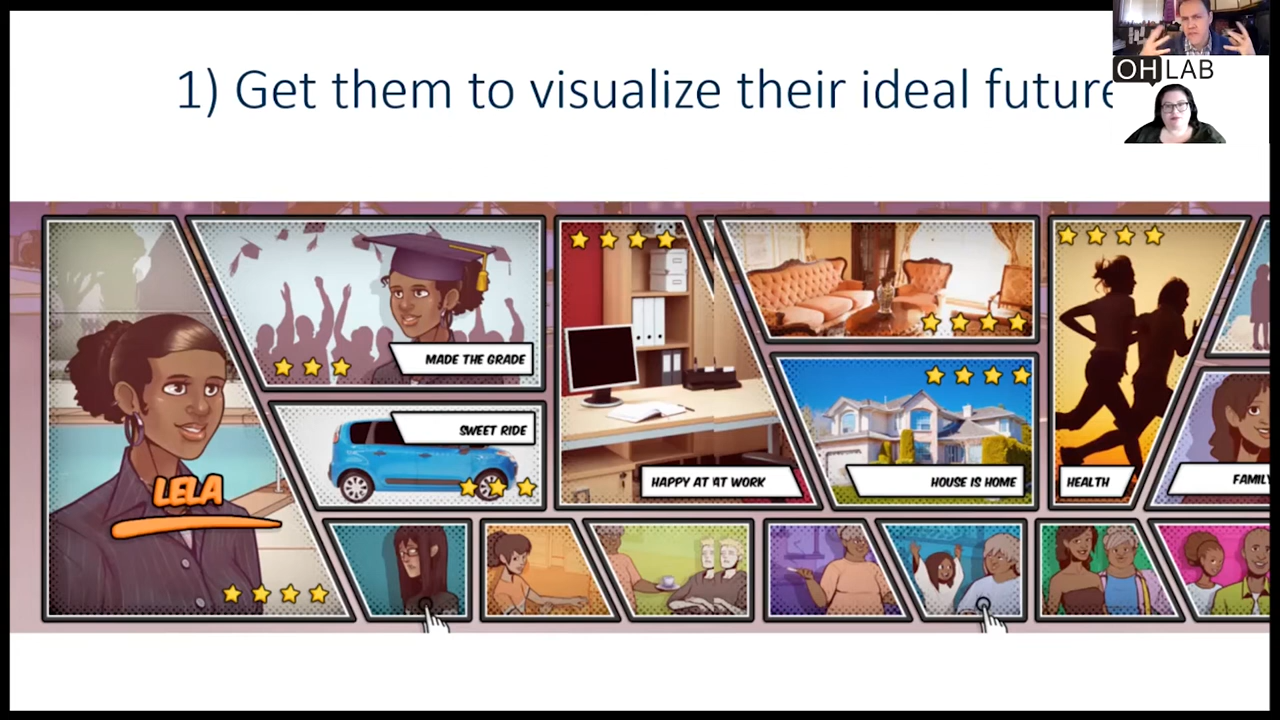 1) Get them to visualize their ideal future
OHLAB
MADE THE GRADE
SWEET RIDE
LELA
HAPPY AT AT WORK
HOUSE IS HOME
HEALTH
FAMILY